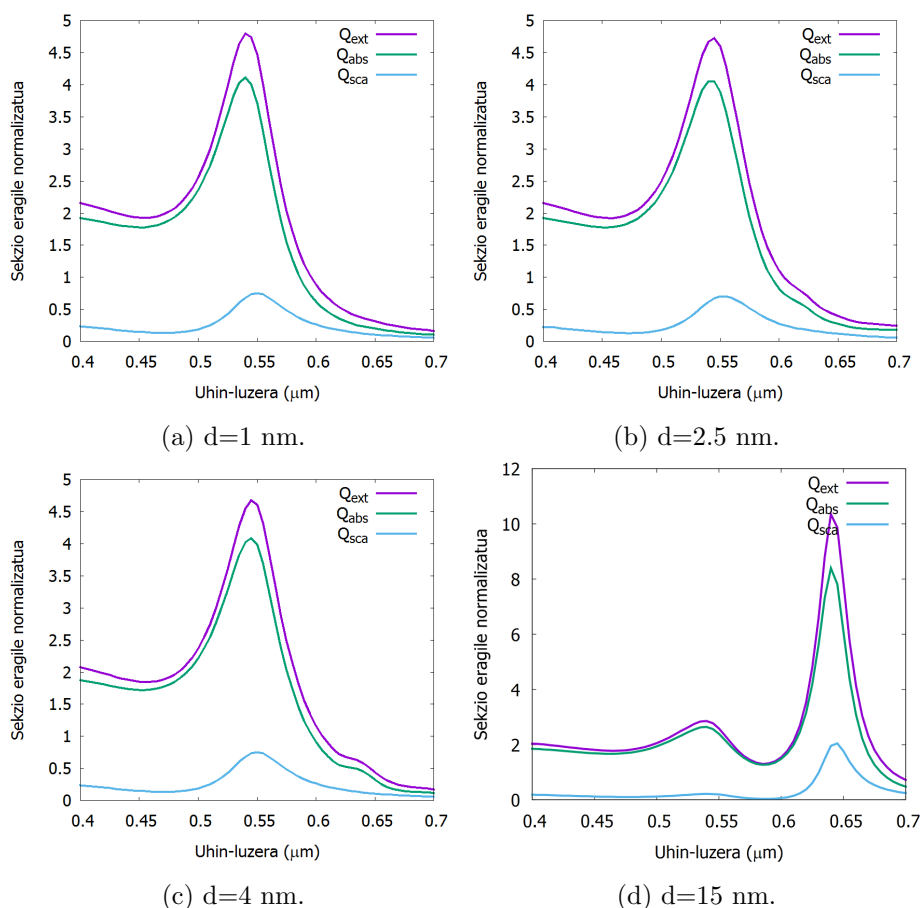 Sekzio eragile normalizatua
5
4.5
4
3.5
3
2.5
2
1.5
1
0.5
0
0.4 0.45 0.5 0.55 0.6 0.65 0.7
Uhin-luzera (μm)
Qext
Qabs
Qsca
(a) d=1 nm.
Sekzio eragile normalizatua
5
4.5
4
3.5
3
2.5
2
1.5
1
0.5
0
0.4 0.45 0.5 0.55 0.6 0.65 0.7
Uhin-luzera (μm)
Qext
Qabs
Qsca
(b) d=2.5 nm.
Sekzio eragile normalizatua
5
4.5
4
3.5
3
2.5
2
1.5
1
0.5
0
0.4 0.45 0.5 0.55 0.6 0.65 0.7
Uhin-luzera (μm)
Qext
Qabs
Qsca
(c) d=4 nm.
Sekzio eragile normalizatua
12
10
8
6
4
2
0
0.4 0.45 0.5 0.55 0.6 0.65 0.7
Uhin-luzera (μm)
Qext
Qabs
Qsca
(d) d=15 nm.